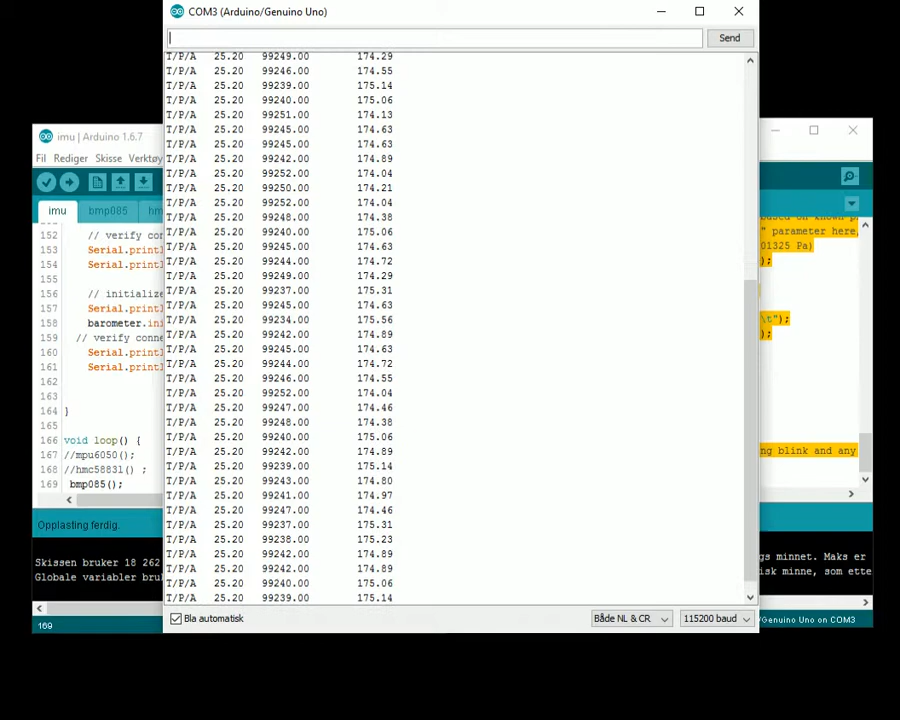 COM3 (Arduino/Genuino Uno)
Send
T/P/A 25.20 99249.00 174.29
T/P/A 25.20 99246.00 174.55
T/P/A 25.20 99239.00 175.14
T/P/A 25.20 99240.00 175.06
T/P/A 25.20 99251.00 174.13
T/P/A 25.20 99245.00 174.63
T/P/A 25.20 99245.00 174.63
T/P/A 25.20 99242.00 174.89
T/P/A 25.20 99252.00 174.04
T/P/A 25.20 99250.00 174.21
T/P/A 25.20 99252.00 174.04
T/P/A 25.20 99248.00 174.38
T/P/A 25.20 99240.00 175.06
T/P/A 25.20 99245.00 174.63
T/P/A 25.20 99244.00 174.72
T/P/A 25.20 99249.00 174.29
T/P/A 25.20 99237.00 175.31
T/P/A 25.20 99245.00 174.63
T/P/A 25.20 99234.00 175.56
T/P/A 25.20 99242.00 174.89
T/P/A 25.20 99245.00 174.63
T/P/A 25.20 99244.00 174.72
T/P/A 25.20 99246.00 174.55
T/P/A 25.20 99252.00 174.04
T/P/A 25.20 99247.00 174.46
T/P/A 25.20 99248.00 174.38
T/P/A 25.20 99240.00 175.06
T/P/A 25.20 99242.00 174.89
T/P/A 25.20 99239.00 175.14
T/P/A 25.20 99243.00 174.80
T/P/A 25.20 99241.00 174.97
T/P/A 25.20 99247.00 174.46
T/P/A 25.20 99237.00 175.31
T/P/A 25.20 99238.00 175.23
T/P/A 25.20 99242.00 174.89
T/P/A 25.20 99242.00 174.89
T/P/A 25.20 99240.00 175.06
T/P/A 25.20 99239.00 175.14
Bla automatisk
Både NL & CR
115200 baud
imu | Arduino 1.6.7
Fil Rediger Skisse Verktøy
imu bmp085 hm
152 // verify con
153 Serial.printl
154 Serial.printl
155
156 // initialize
157 Serial.printl
158 barometer.ini
159 // verify conne
160 Serial.printl
161 Serial.printl
162
163
164 }
165
166 void loop() {
167 //mpu6050();
168 //hmc5883l() ;
169 bmp085();
Opplasting ferdig.
Skissen bruker 18 262
Globale variabler bru
169
" parameter here,
01325 Pa)
);
\t");
);
ng blink and any
gs minnet. Maks er
isk minne, som ette
/Genuino Uno on COM3